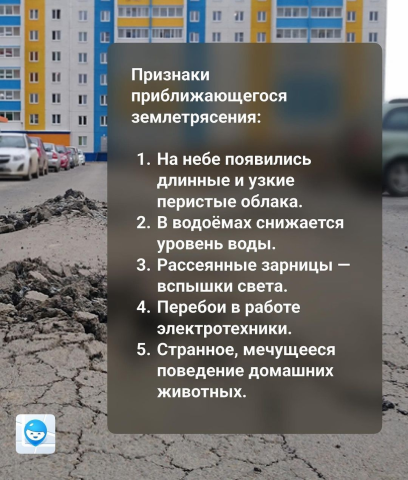 Признаки
приближающегося
землетрясения:
1. На небе появились
длинные и узкие
перистые облака.
2. В водоёмах снижается
уровень воды.
3. Рассеянные зарницы —
вспышки света.
4. Перебои в работе
электротехники.
5. Странное, мечущееся
поведение домашних
животных.